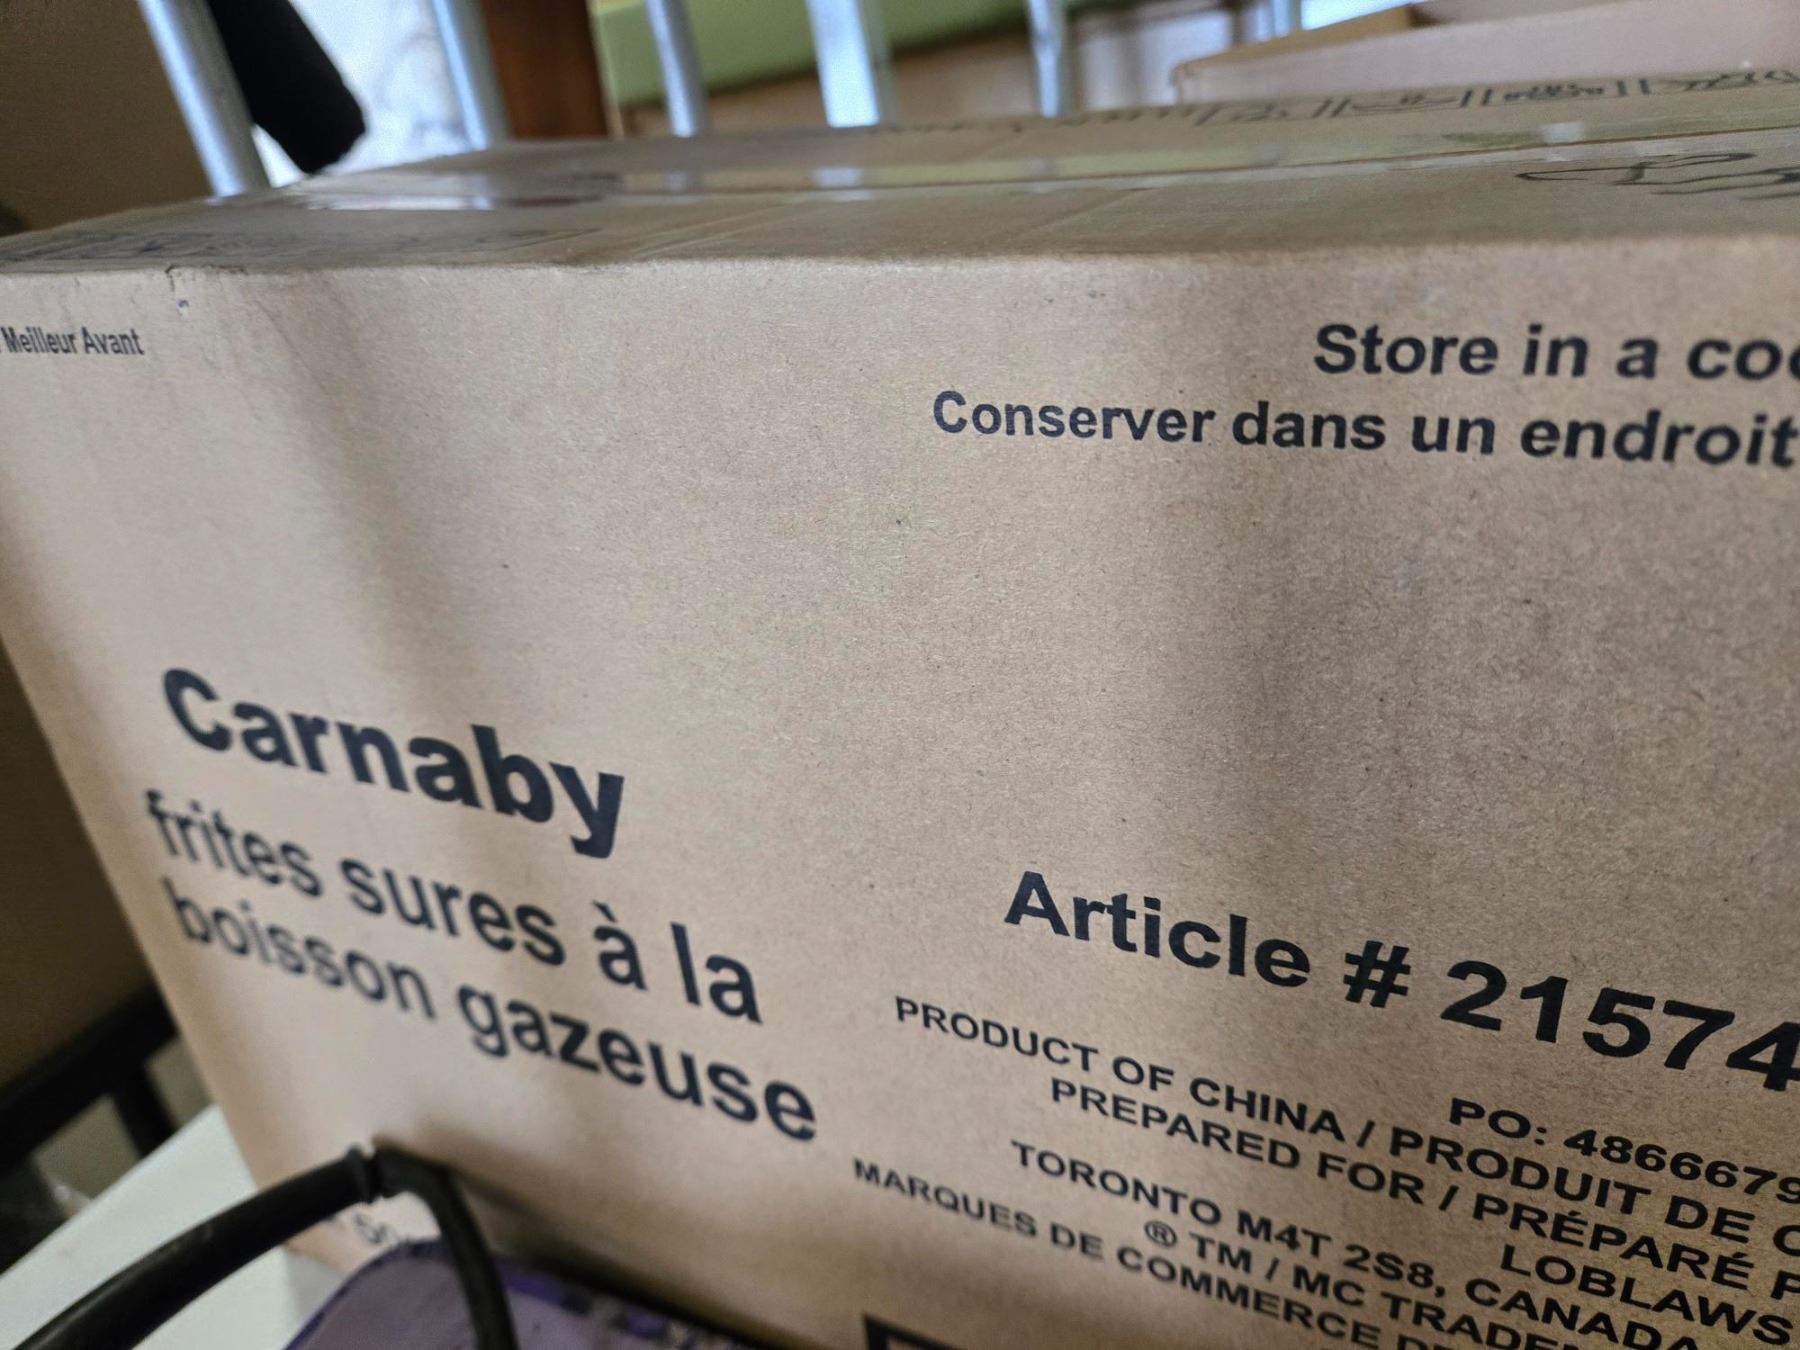 Meilleur Avant
Store in a coo
Conserver dans un endroit
Carnaby
frites sures à la
boisson gazeuse
Article # 21574
PO: 4866679
PRODUCT OF CHINA / PRODUIT DE C
PREPARED FOR / PRÉPARÉ P
LOBLAWS
TORONTO M4T 2S8, CANADA
® TM / MC TRADE
MARQUES DE COMMERCE D